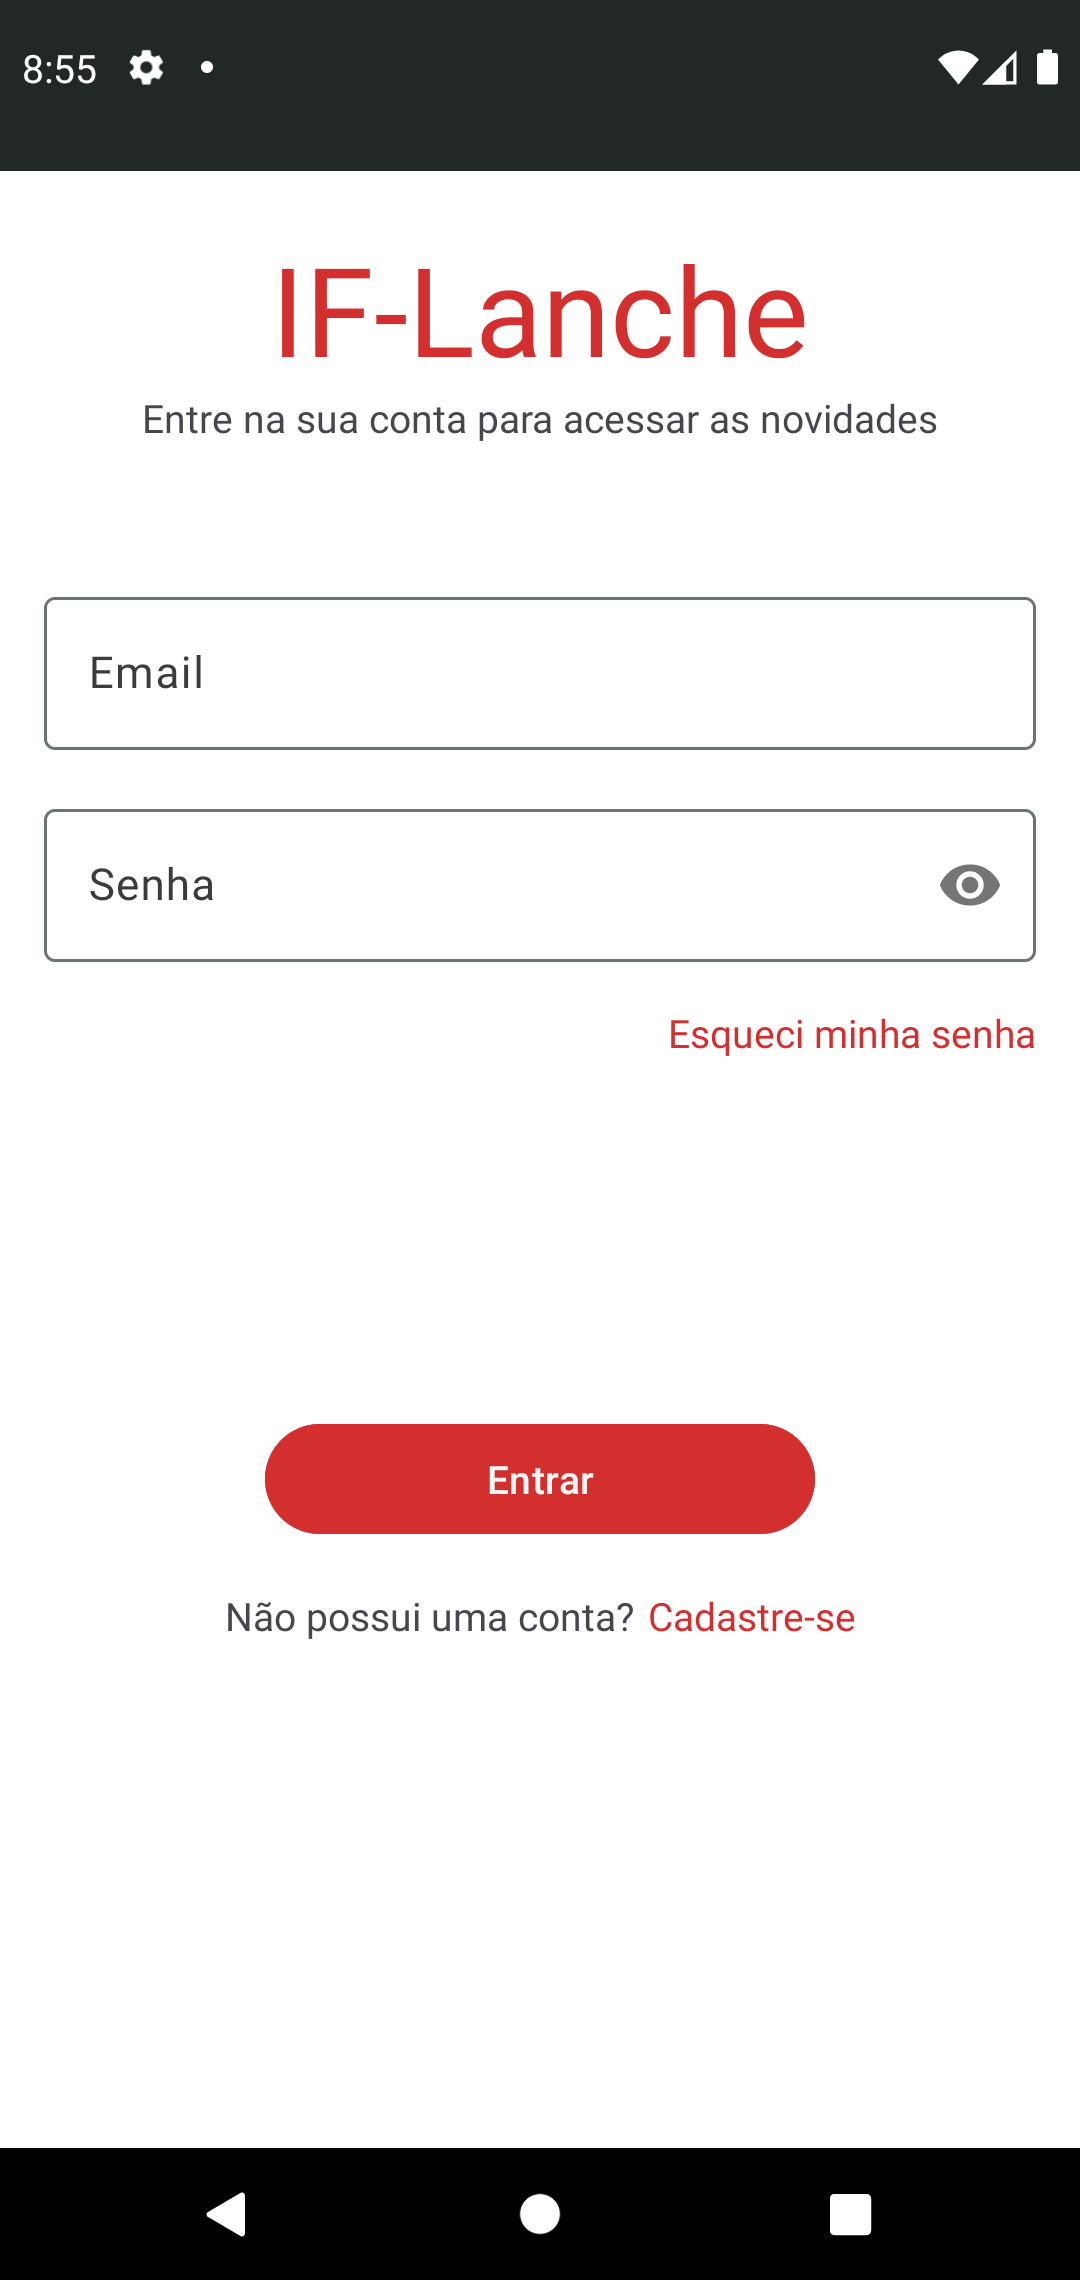 8:55
IF-Lanche
Entre na sua conta para acessar as novidades
Email
Senha
Esqueci minha senha
Entrar
Não possui uma conta? Cadastre-se